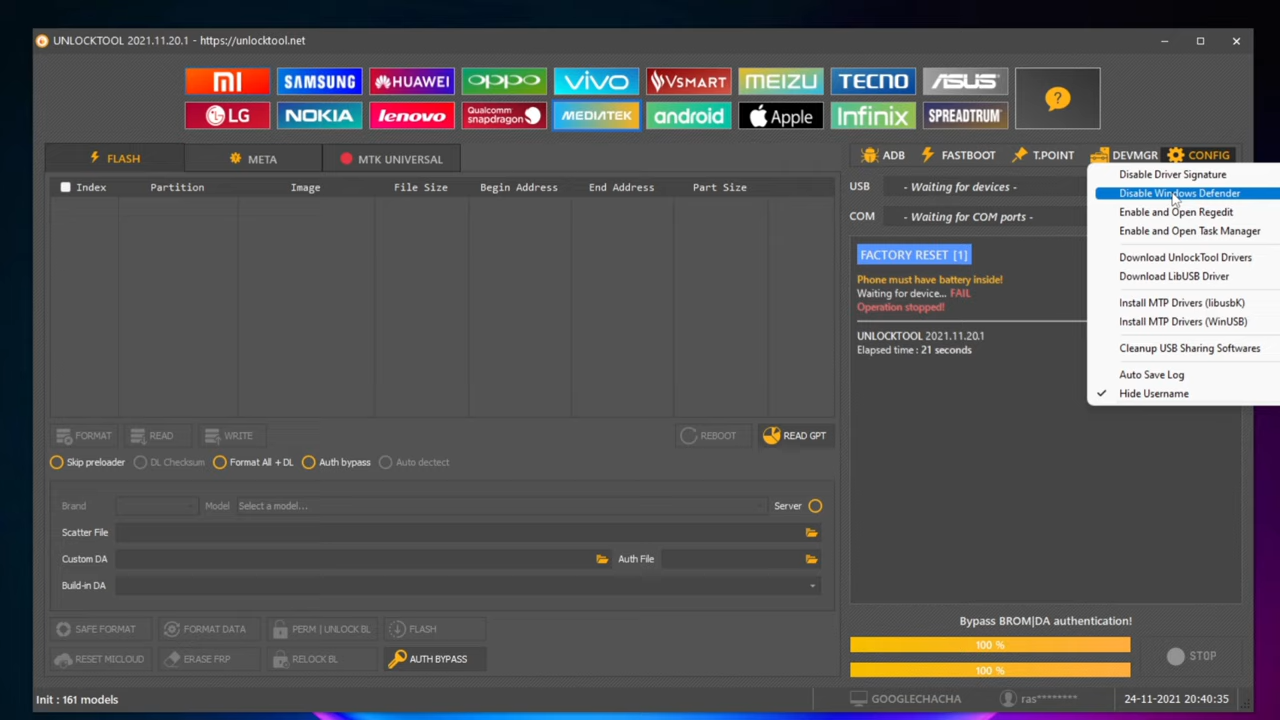 UNLOCKTOOL 2021.11.20.1 - https://unlocktool.net
mi SAMSUNG HUAWEI oppo vivo VSMART MEIZU TECNO ASUS ?
LG NOKIA lenovo Qualcomm snapdragon MEDIATEK android Apple Infinix SPREADTRUM
FLASH META MTK UNIVERSAL
ADB FASTBOOT T.POINT DEVMGR CONFIG
Index Partition Image File Size Begin Address End Address Part Size
USB - Waiting for devices -
COM - Waiting for COM ports -
Disable Driver Signature
Disable Windows Defender
Enable and Open Regedit
Enable and Open Task Manager
Download UnlockTool Drivers
Download LibUSB Driver
Install MTP Drivers (libusbK)
Install MTP Drivers (WinUSB)
Cleanup USB Sharing Softwares
Auto Save Log
Hide Username
FACTORY RESET [1]
Phone must have battery inside!
Waiting for device... FAIL
Operation stopped!
UNLOCKTOOL 2021.11.20.1
Elapsed time : 21 seconds
FORMAT READ WRITE REBOOT READ GPT
Skip preloader DL Checksum Format All + DL Auth bypass Auto dectect
Brand Model Select a model... Server
Scatter File
Custom DA Auth File
Build-in DA
SAFE FORMAT FORMAT DATA PERM | UNLOCK BL FLASH
RESET MICLOUD ERASE FRP RELOCK BL AUTH BYPASS
Bypass BROM|DA authentication!
100 %
100 %
STOP
Init : 161 models
GOOGLECHACHA ras******** 24-11-2021 20:40:35